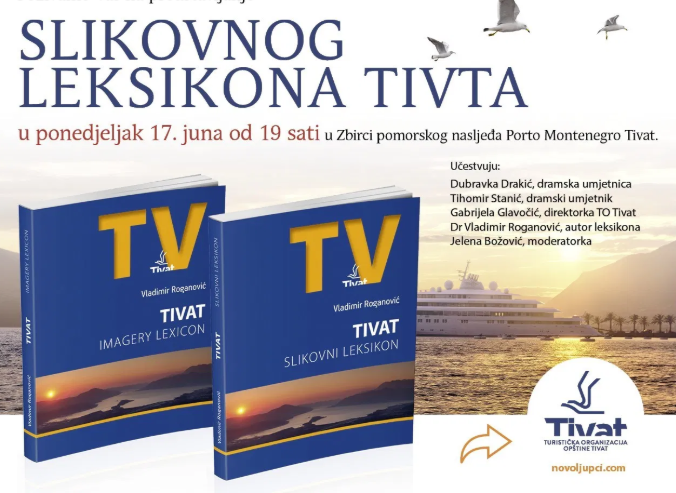 SLIKOVNOG
LEKSIKONA TIVTA
u ponedjeljak 17. juna od 19 sati u Zbirci pomorskog nasljeđa Porto Montenegro Tivat.
Učestvuju:
Dubravka Drakić, dramska umjetnica
Tihomir Stanić, dramski umjetnik
Gabrijela Glavočić, direktorka TO Tivat
Dr Vladimir Roganović, autor leksikona
Jelena Božović, moderatorka
IMAGERY LEXICON
TIVAT
Vladimir Roganović
TV
Tivat
Vladimir Roganović
TIVAT
IMAGERY LEXICON
SLIKOVNI LEKSIKON
TIVAT
Vladimir Roganović
TV
Tivat
Vladimir Roganović
TIVAT
SLIKOVNI LEKSIKON
Tivat
TURISTIČKA ORGANIZACIJA
OPŠTINE TIVAT
novoljupci.com